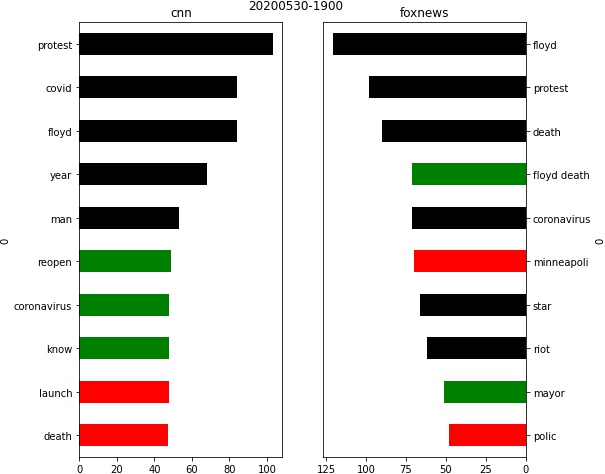 20200530-1900
cnn
foxnews
protest
covid
floyd
year
man
reopen
coronavirus
know
launch
death
0
0 20 40 60 80 100
floyd
protest
death
floyd death
coronavirus
minneapoli
star
riot
mayor
polic
0
125 100 75 50 25 0